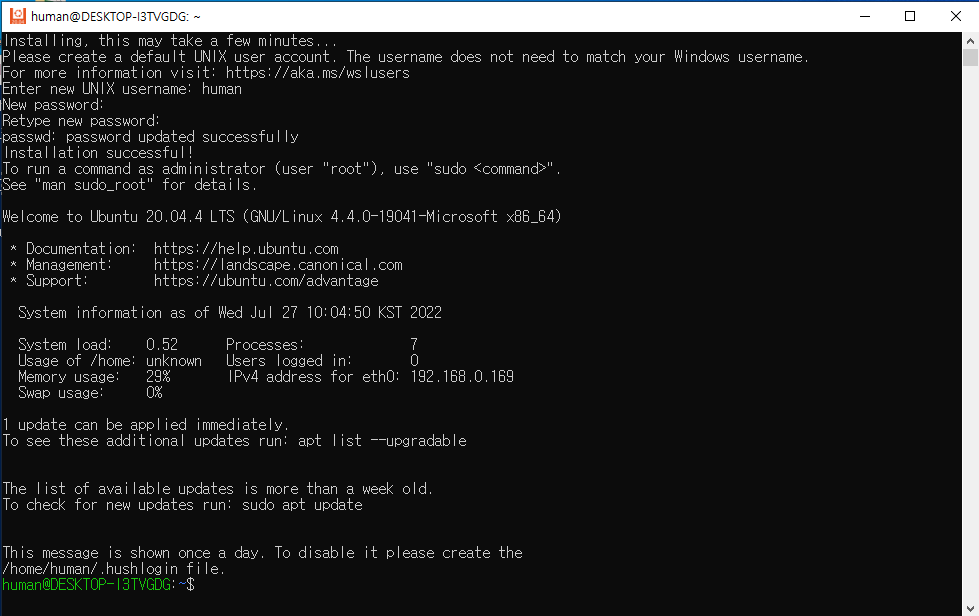 human@DESKTOP-I3TVGDG: ~
Installing, this may take a few minutes...
Please create a default UNIX user account. The username does not need to match your Windows username.
For more information visit: https://aka.ms/wslusers
Enter new UNIX username: human
New password:
Retype new password:
passwd: password updated successfully
Installation successful!
To run a command as administrator (user "root"), use "sudo <command>".
See "man sudo_root" for details.
Welcome to Ubuntu 20.04.4 LTS (GNU/Linux 4.4.0-19041-Microsoft x86_64)
* Documentation:  https://help.ubuntu.com
* Management:     https://landscape.canonical.com
* Support:        https://ubuntu.com/advantage
System information as of Wed Jul 27 10:04:50 KST 2022
System load:    0.52      Processes:             7
Usage of /home: unknown   Users logged in:       0
Memory usage:   29%       IPv4 address for eth0: 192.168.0.169
Swap usage:     0%
1 update can be applied immediately.
To see these additional updates run: apt list --upgradable
The list of available updates is more than a week old.
To check for new updates run: sudo apt update
This message is shown once a day. To disable it please create the
/home/human/.hushlogin file.
human@DESKTOP-I3TVGDG:~$